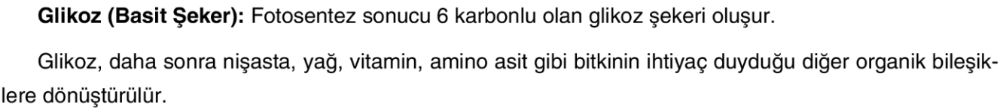 Glikoz (Basit Şeker): Fotosentez sonucu 6 karbonlu olan glikoz şekeri oluşur.
Glikoz, daha sonra nişasta, yağ, vitamin, amino asit gibi bitkinin ihtiyaç duyduğu diğer organik bileşik-
lere dönüştürülür.